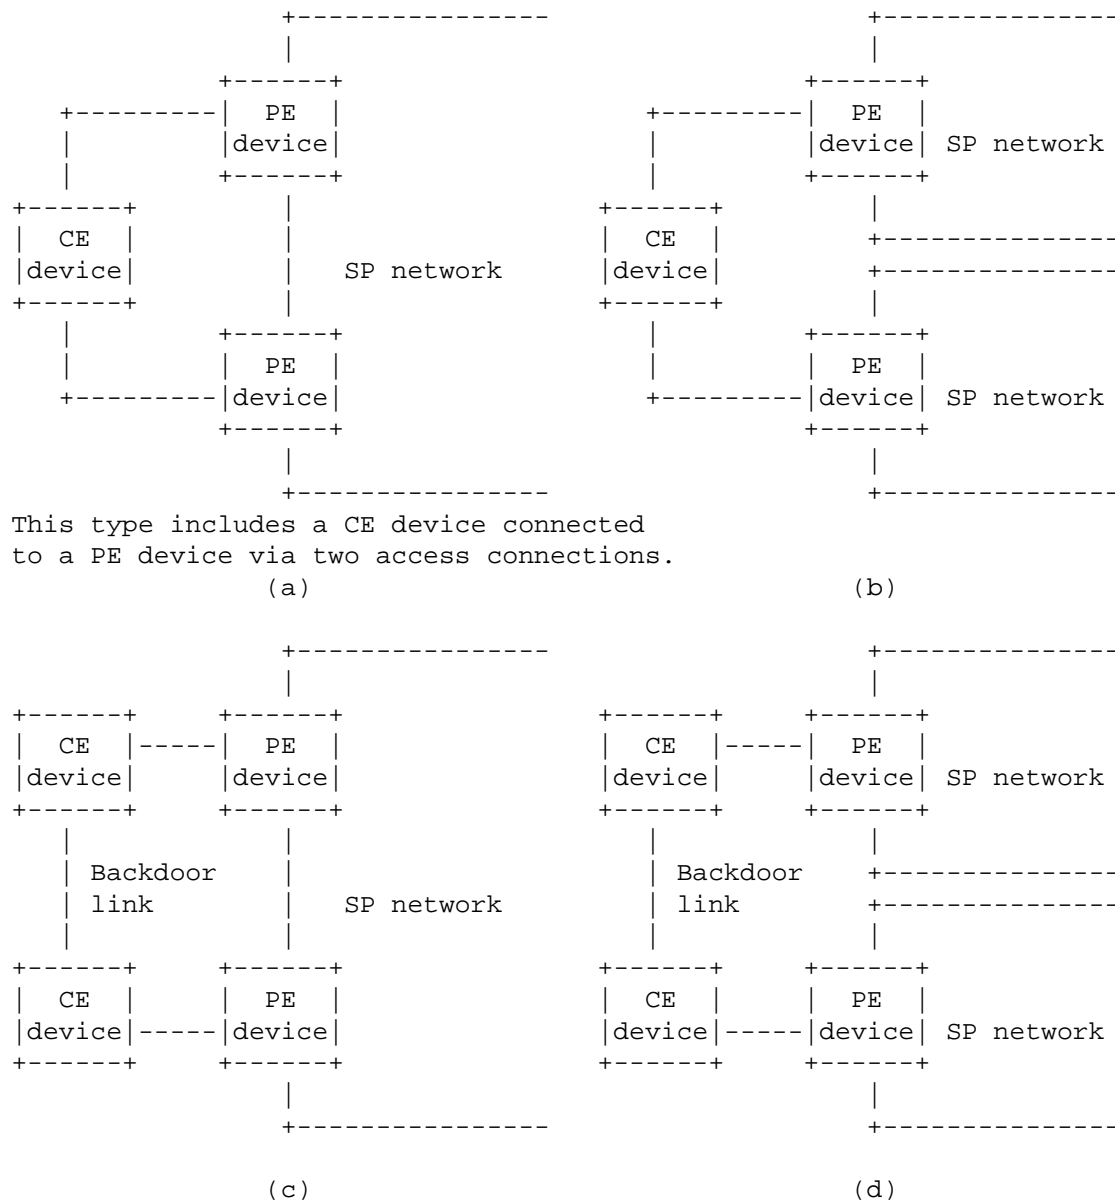 PE PE
device device SP network
CE CE
device SP network device
PE PE
device device SP network
This type includes a CE device connected
to a PE device via two access connections.
(a) (b)
CE PE CE PE
device device device device SP network
Backdoor Backdoor
link SP network link
CE PE CE PE
device device device device SP network
(c) (d)